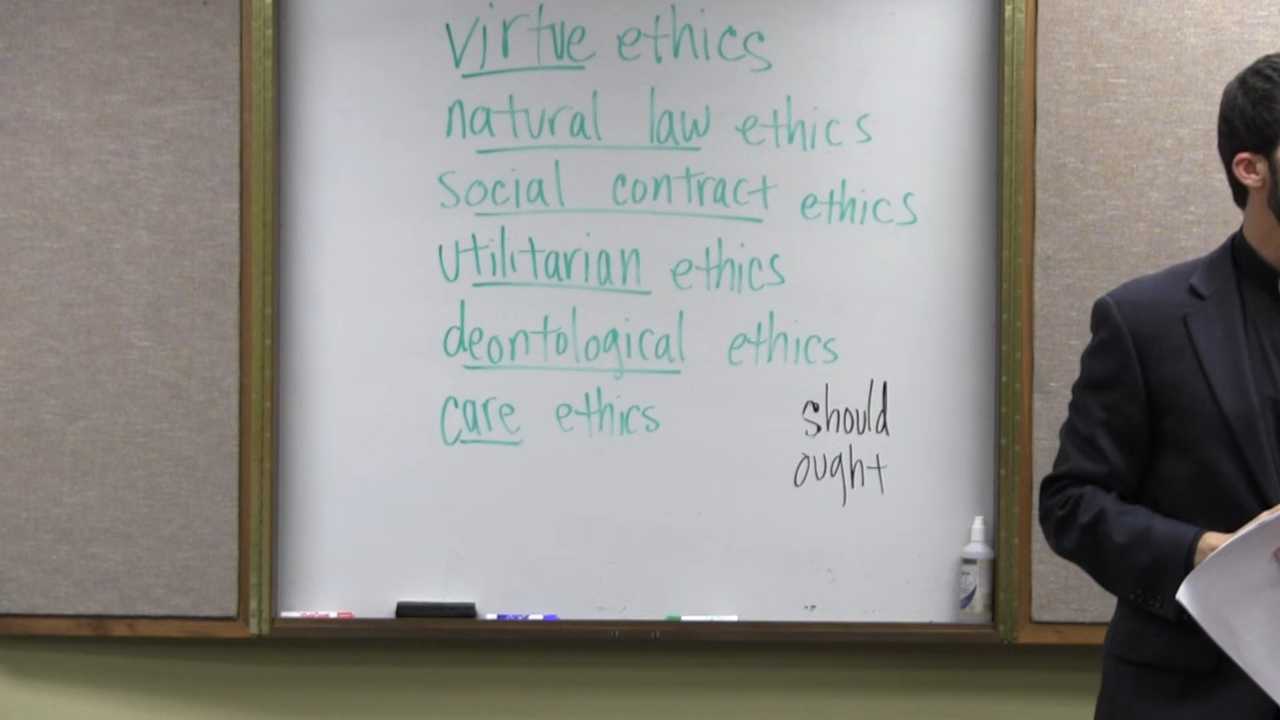 virtue ethics
natural law ethics
social contract ethics
utilitarian ethics
deontological ethics
care ethics
should
ought